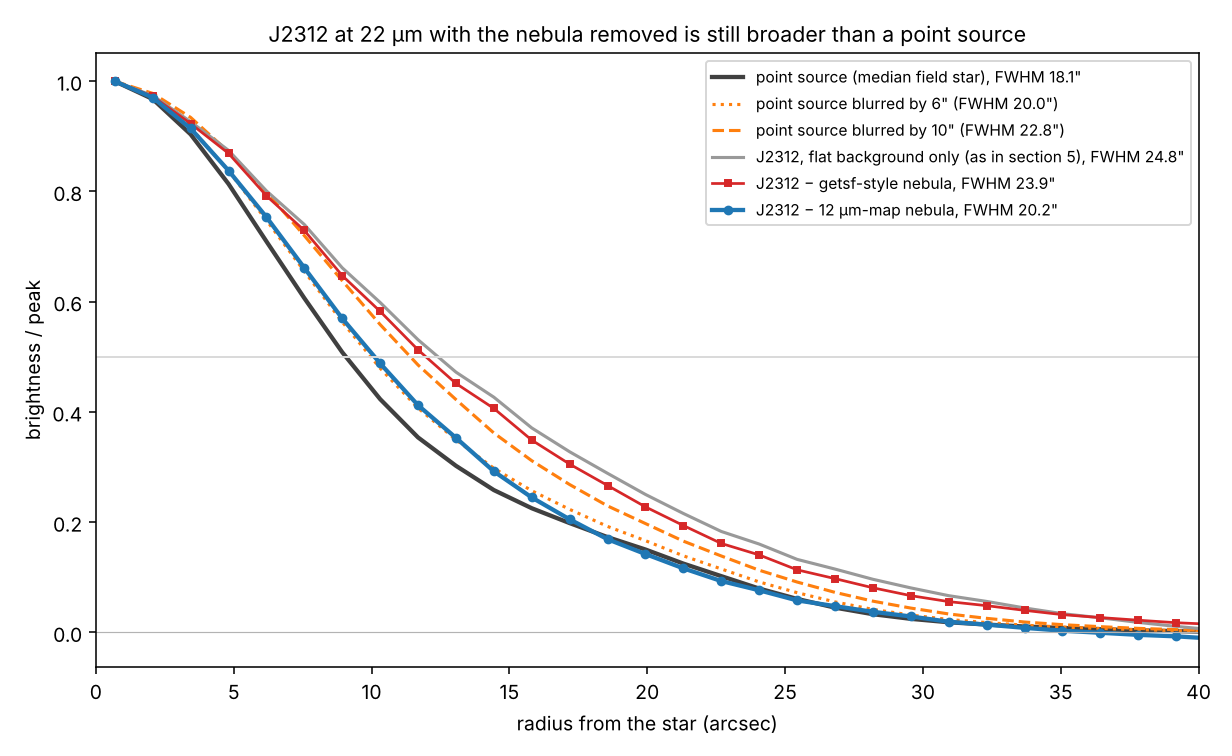 J2312 at 22 µm with the nebula removed is still broader than a point source
point source (median field star), FWHM 18.1"
point source blurred by 6" (FWHM 20.0")
point source blurred by 10" (FWHM 22.8")
J2312, flat background only (as in section 5), FWHM 24.8"
J2312 − getsf-style nebula, FWHM 23.9"
J2312 − 12 µm-map nebula, FWHM 20.2"
brightness / peak
1.0
0.8
0.6
0.4
0.2
0.0
0 5 10 15 20 25 30 35 40
radius from the star (arcsec)